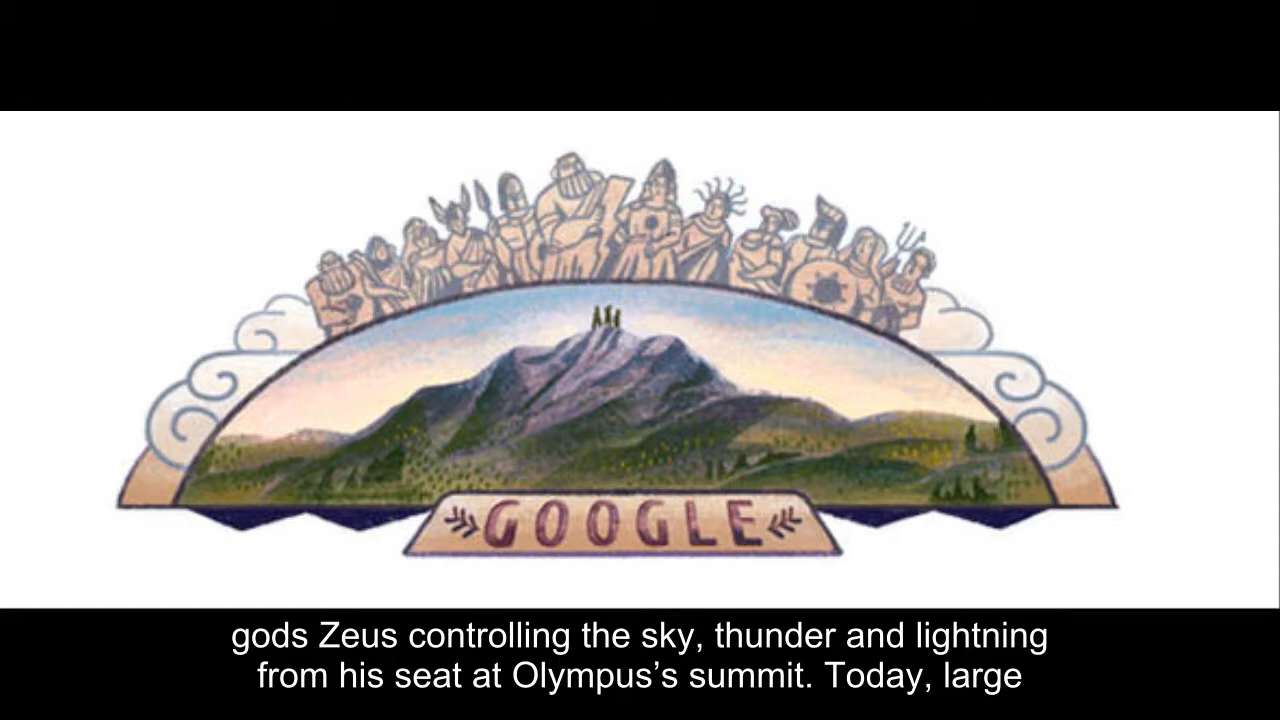 GOOGLE
gods Zeus controlling the sky, thunder and lightning
from his seat at Olympus’s summit. Today, large